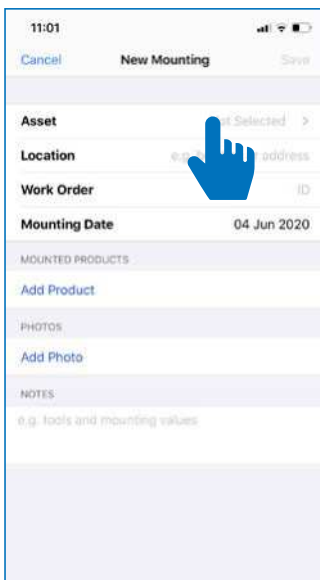 11:01
Cancel New Mounting Save
Asset Selected >
Location e.g. address
Work Order ID
Mounting Date 04 Jun 2020
MOUNTED PRODUCTS
Add Product
PHOTOS
Add Photo
NOTES
e.g. tools and mounting values